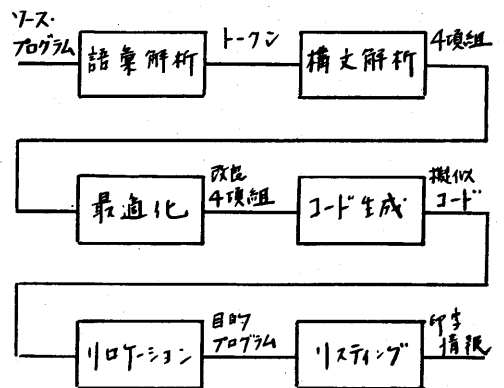 ソース・
プログラム
語彙解析
トークン
構文解析
4項組
最適化
改良
4項組
コード生成
擬似
コード
リロケーション
目的
プログラム
リスティング
印字
情報